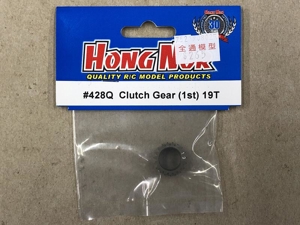 HONG NOR
全適模型
QUALITY R/C MODEL PRODUCTS
#428Q Clutch Gear (1st) 19T